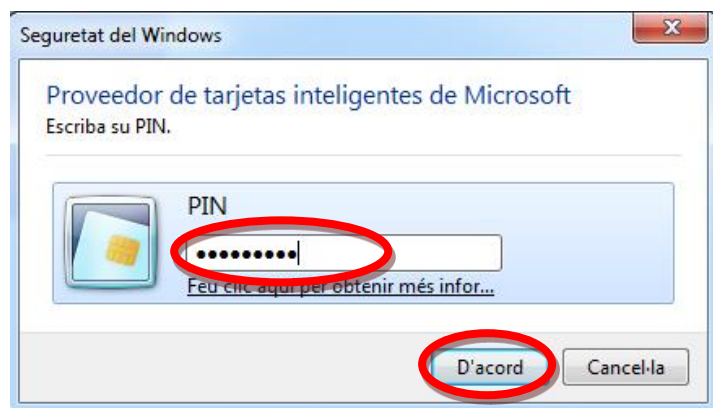 Seguretat del Windows
Proveedor de tarjetas inteligentes de Microsoft
Escriba su PIN.
PIN
•••••••••
Feu clic aquí per obtenir més infor...
D'acord
Cancel·la